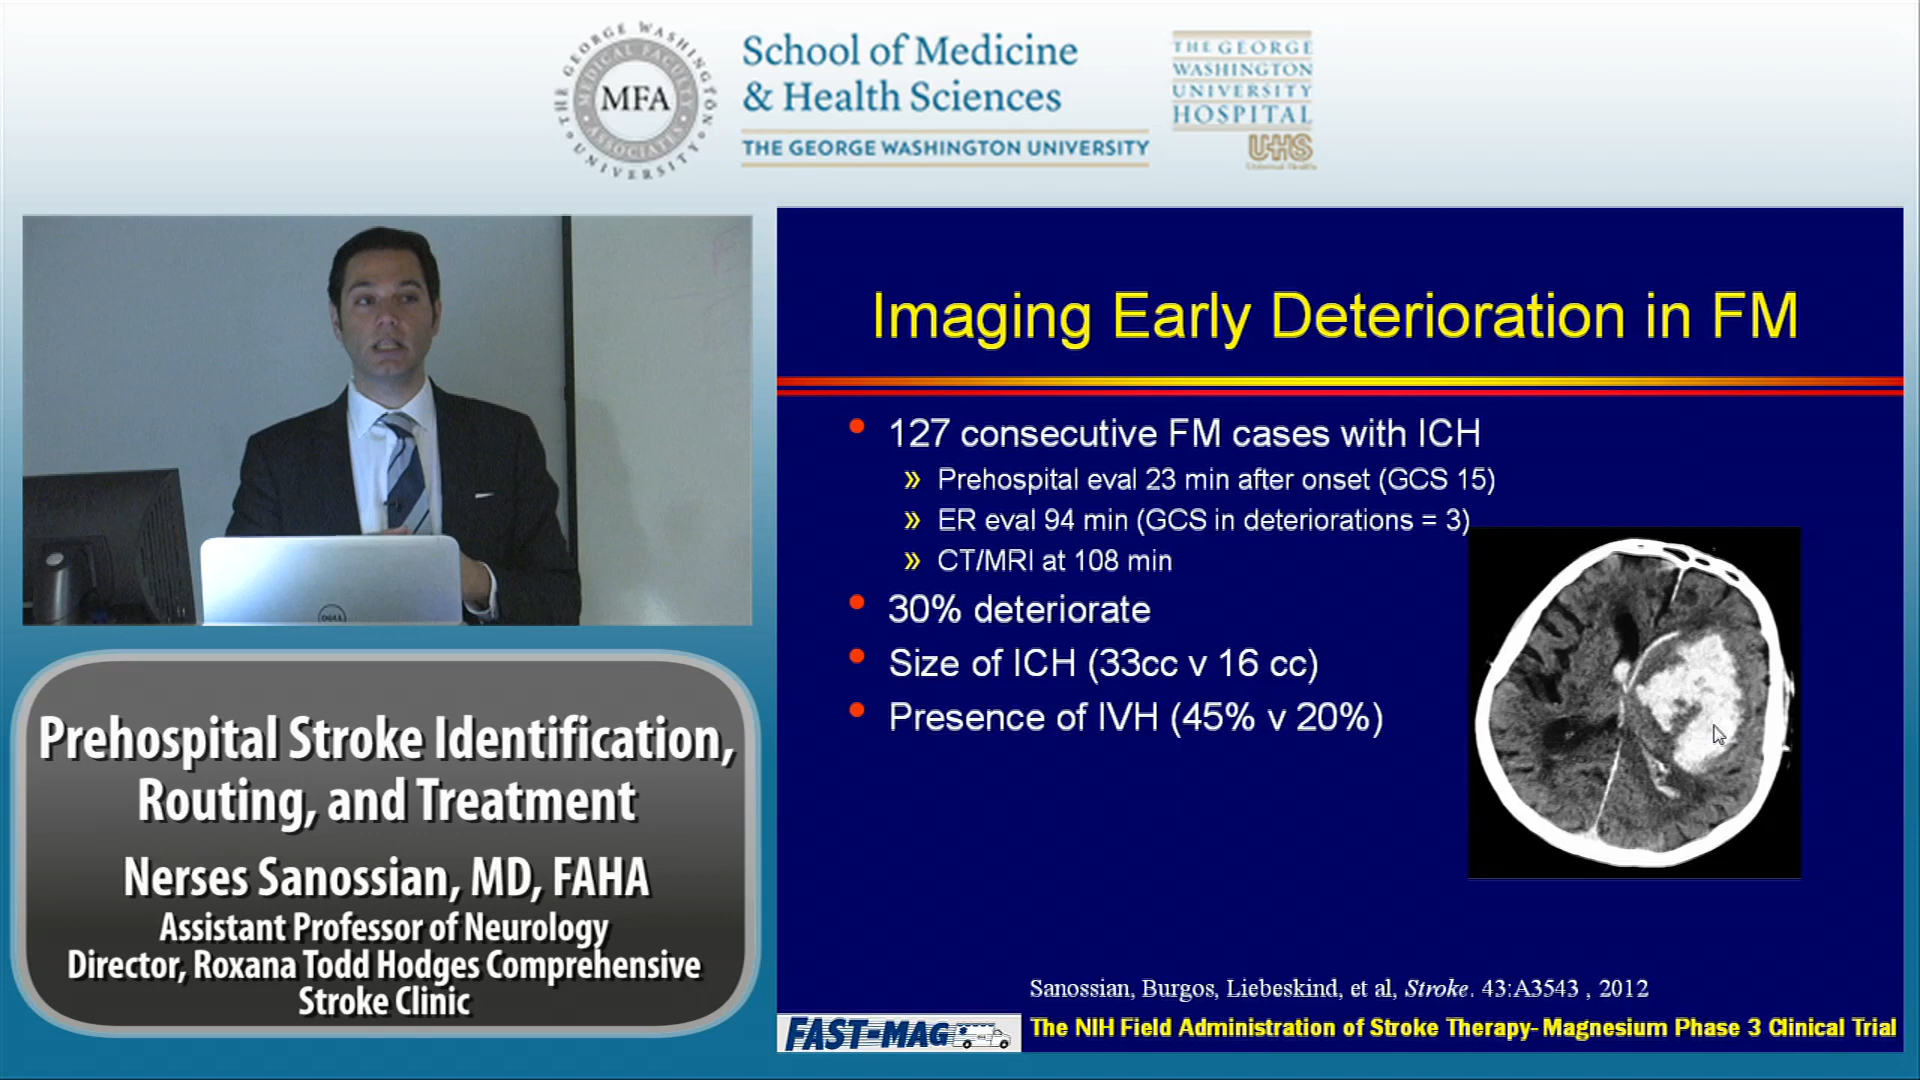 THE GEORGE WASHINGTON UNIVERSITY
MEDICAL FACULTY ASSOCIATES
MFA
School of Medicine
& Health Sciences
THE GEORGE WASHINGTON UNIVERSITY
THE GEORGE
WASHINGTON
UNIVERSITY
HOSPITAL
UHS
Imaging Early Deterioration in FM
• 127 consecutive FM cases with ICH
» Prehospital eval 23 min after onset (GCS 15)
» ER eval 94 min (GCS in deteriorations = 3)
» CT/MRI at 108 min
• 30% deteriorate
• Size of ICH (33cc v 16 cc)
• Presence of IVH (45% v 20%)
Sanossian, Burgos, Liebeskind, et al, Stroke. 43:A3543 , 2012
FAST-MAG
The NIH Field Administration of Stroke Therapy- Magnesium Phase 3 Clinical Trial
DELL
Prehospital Stroke Identification,
Routing, and Treatment
Nerses Sanossian, MD, FAHA
Assistant Professor of Neurology
Director, Roxana Todd Hodges Comprehensive
Stroke Clinic